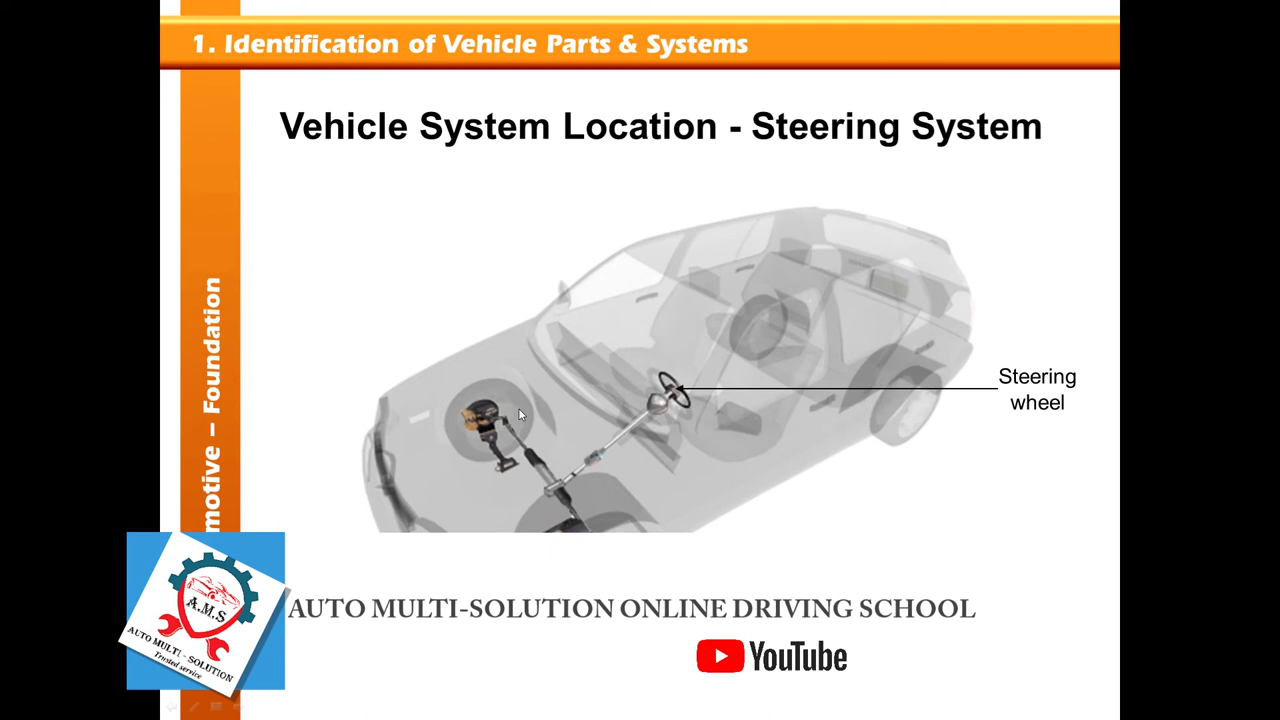 1. Identification of Vehicle Parts & Systems
Vehicle System Location - Steering System
Steering
wheel
motive – Foundation
A.M.S
AUTO MULTI - SOLUTION
Trusted service
AUTO MULTI-SOLUTION ONLINE DRIVING SCHOOL
YouTube